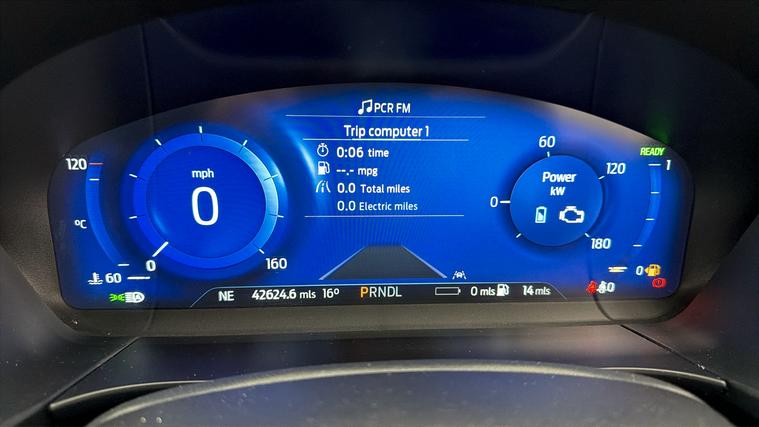 PCR FM
Trip computer 1
0:06 time
--.- mpg
0.0 Total miles
0.0 Electric miles
120
°C
60
mph
0
0
160
60
0
120
180
Power
kW
READY
1
0
NE 42624.6 mls 16° PRNDL 0 mls 14 mls